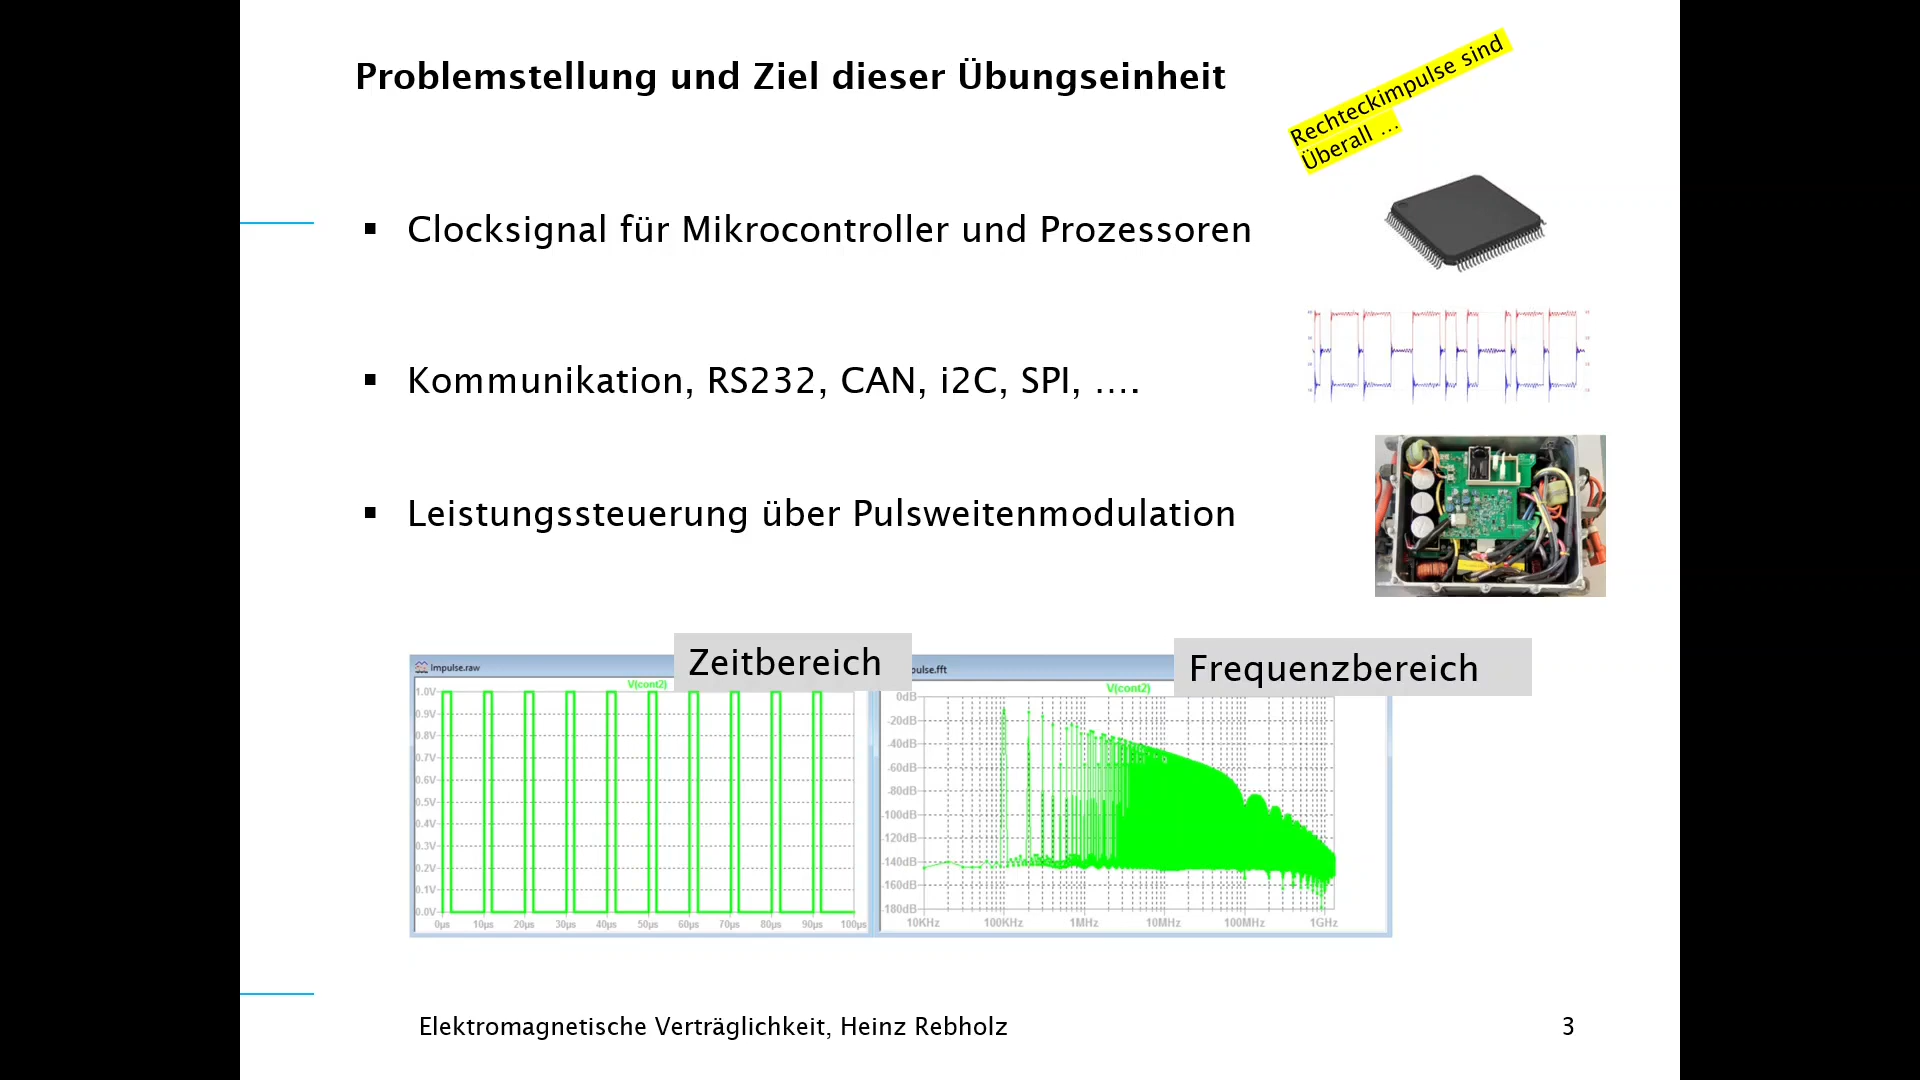 Problemstellung und Ziel dieser Übungseinheit
Rechteckimpulse sind
Überall ...
▪ Clocksignal für Mikrocontroller und Prozessoren
▪ Kommunikation, RS232, CAN, i2C, SPI, ....
▪ Leistungssteuerung über Pulsweitenmodulation
Zeitbereich
Frequenzbereich
impulse.raw
pulse.fft
V(cont2)
V(cont2)
1.0V
0.9V
0.8V
0.7V
0.6V
0.5V
0.4V
0.3V
0.2V
0.1V
0.0V
0µs 10µs 20µs 30µs 40µs 50µs 60µs 70µs 80µs 90µs 100µs
0dB
-20dB
-40dB
-60dB
-80dB
-100dB
-120dB
-140dB
-160dB
-180dB
10KHz 100KHz 1MHz 10MHz 100MHz 1GHz
Elektromagnetische Verträglichkeit, Heinz Rebholz
3